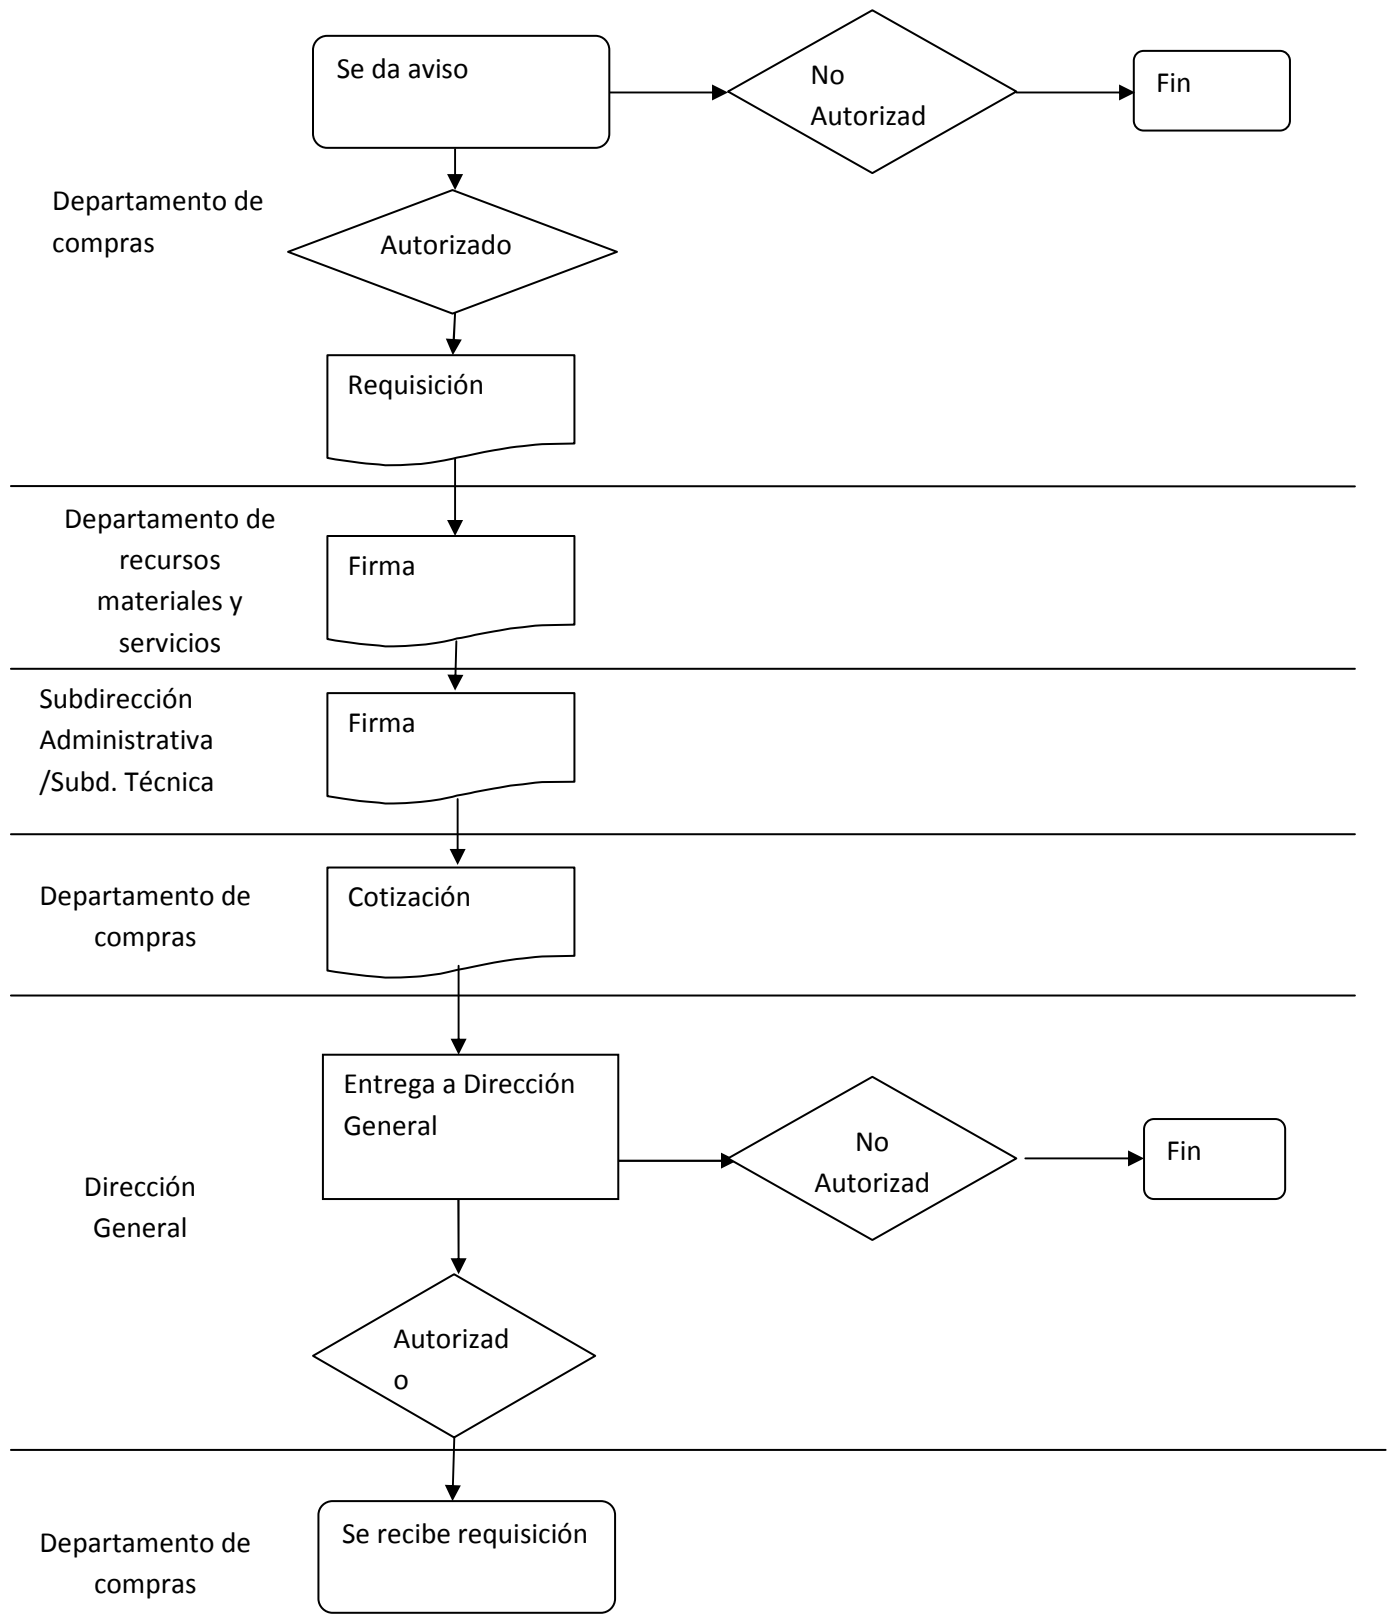 Se da aviso
No
Autorizad
Fin
Departamento de
compras
Autorizado
Requisición
Departamento de
recursos
materiales y
servicios
Firma
Subdirección
Administrativa
/Subd. Técnica
Firma
Departamento de
compras
Cotización
Entrega a Dirección
General
No
Autorizad
Fin
Dirección
General
Autorizad
o
Se recibe requisición
Departamento de
compras